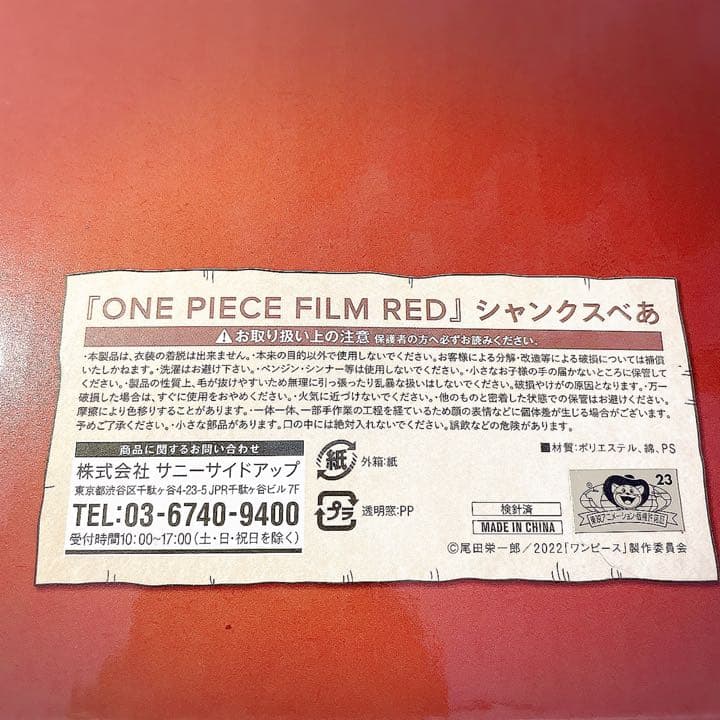 『ONE PIECE FILM RED』シャンクスべあ
お取り扱い上の注意 保護者の方へ必ずお読みください。
・本製品は、衣装の着脱は出来ません。・本来の目的以外で使用しないでください。お客様による分解・改造等による破損については補償
いたしかねます。・洗濯はお避け下さい。・ベンジン・シンナー等は使用しないでください。・小さなお子様の手の届かないところに保管して
ください。・製品の性質上、毛が抜けやすいため無理に引っ張ったり乱暴な扱いはしないでください。破損やけがの原因となります。・万一
破損した場合は、すぐに使用をおやめください。・火気に近づけないでください。・他のものと密着した状態での保管はお避けください。
摩擦により色移りすることがあります。・一体一体、一部手作業の工程を経ているため顔の表情などに個体差が生じる場合がございます。
予めご了承ください。・小さな部品があります。口の中には絶対入れないでください。誤飲などの危険があります。
■材質:ポリエステル、綿、PS
商品に関するお問い合わせ
株式会社 サニーサイドアップ
東京都渋谷区千駄ヶ谷4-23-5 JPR千駄ヶ谷ビル 7F
TEL:03-6740-9400
受付時間10:00~17:00(土・日・祝日を除く)
紙 外箱:紙
プラ 透明窓:PP
検針済
MADE IN CHINA
23
©尾田栄一郎/2022「ワンピース」製作委員会